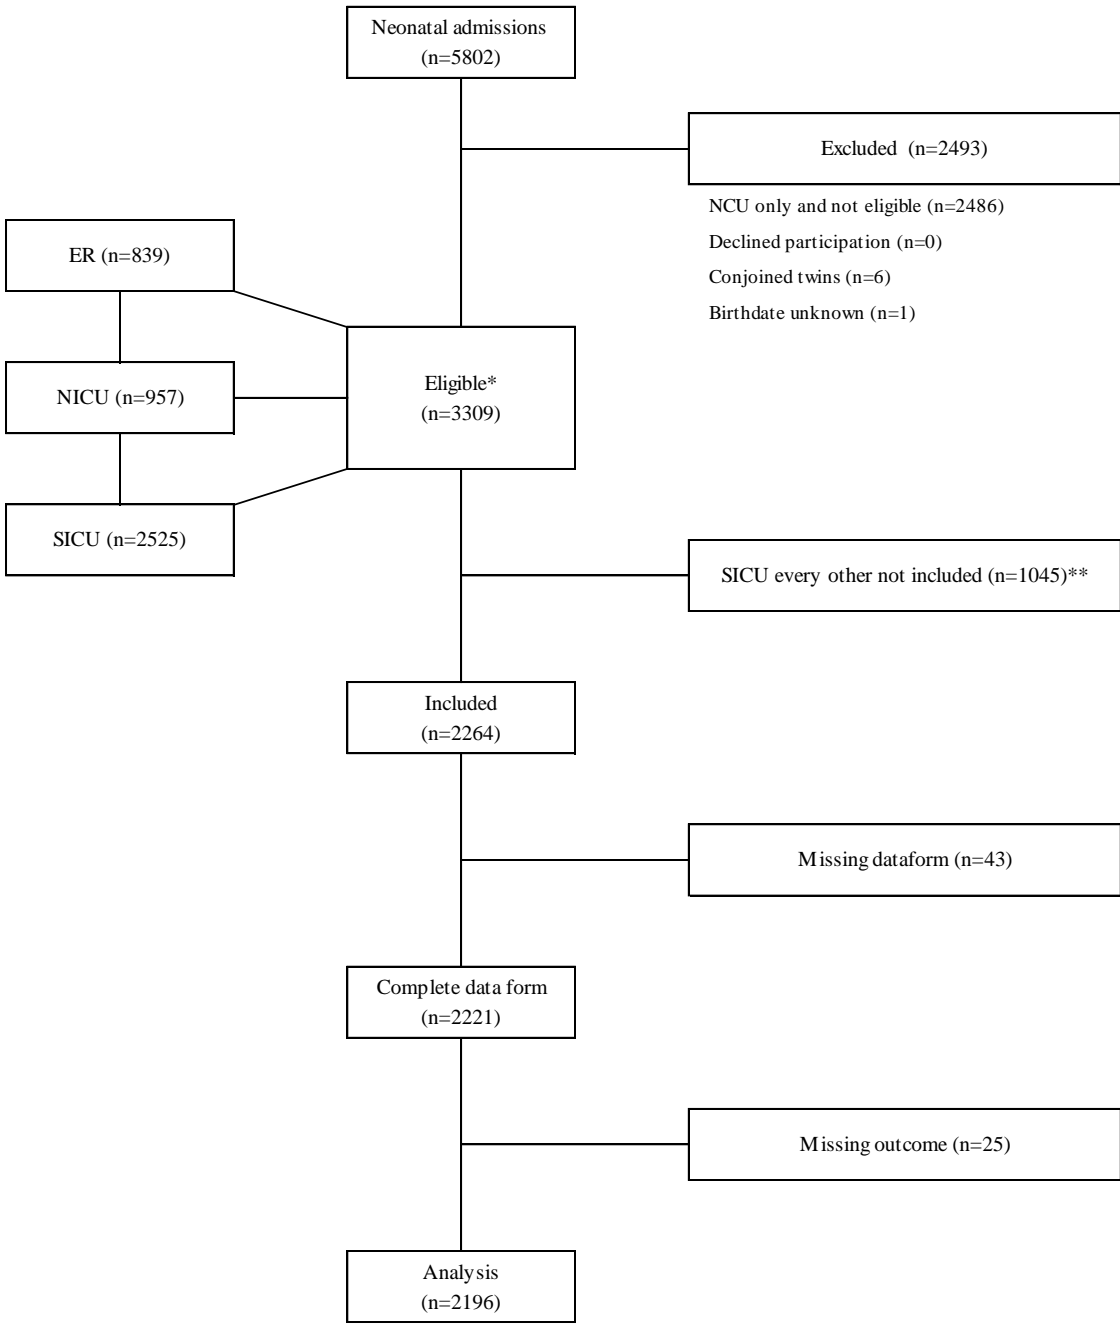 Neonatal admissions
(n=5802)
Excluded (n=2493)
NCU only and not eligible (n=2486)
Declined participation (n=0)
Conjoined twins (n=6)
Birthdate unknown (n=1)
ER (n=839)
NICU (n=957)
SICU (n=2525)
Eligible*
(n=3309)
SICU every other not included (n=1045)**
Included
(n=2264)
Missing dataform (n=43)
Complete data form
(n=2221)
Missing outcome (n=25)
Analysis
(n=2196)